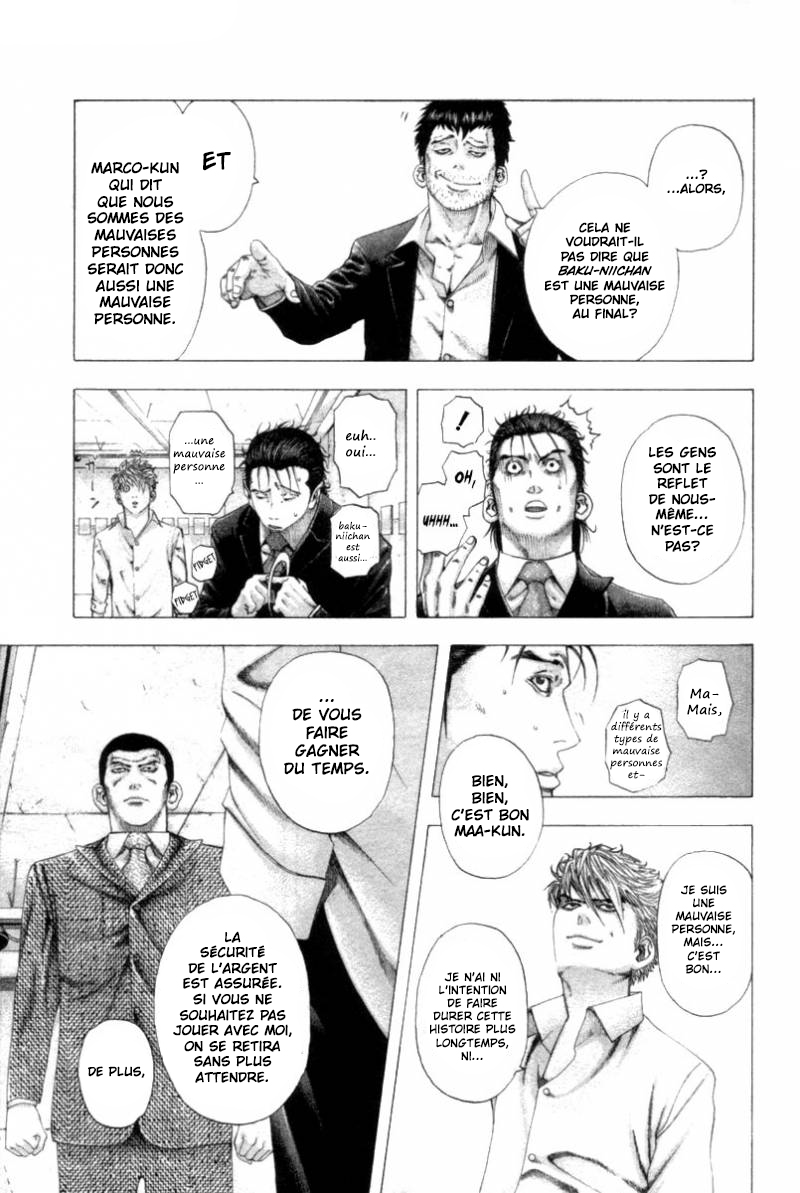 ...?
...ALORS,
CELA NE
VOUDRAIT-IL
PAS DIRE QUE
BAKU-NIICHAN
EST UNE MAUVAISE
PERSONNE,
AU FINAL?
ET
MARCO-KUN
QUI DIT
QUE NOUS
SOMMES DES
MAUVAISES
PERSONNES
SERAIT DONC
AUSSI UNE
MAUVAISE
PERSONNE.
LES GENS
SONT LE
REFLET
DE NOUS-
MÊME...
N'EST-CE
PAS?
!
OH,
UHHH...
euh..
oui...
baku-
niichan
est
aussi...
...une
mauvaise
personne
...
FIDGET
FIDGET
Ma-
Mais,
il y a
différents
types de
mauvaise
personnes
et-
BIEN,
BIEN,
C'EST BON
MAA-KUN.
JE SUIS
UNE
MAUVAISE
PERSONNE,
MAIS...
C'EST
BON...
JE N'AI NI
L'INTENTION
DE FAIRE
DURER CETTE
HISTOIRE PLUS
LONGTEMPS,
NI...
...
DE VOUS
FAIRE
GAGNER
DU TEMPS.
LA
SÉCURITÉ
DE L'ARGENT
EST ASSURÉE.
SI VOUS NE
SOUHAITEZ PAS
JOUER AVEC MOI,
ON SE RETIRA
SANS PLUS
ATTENDRE.
DE PLUS,